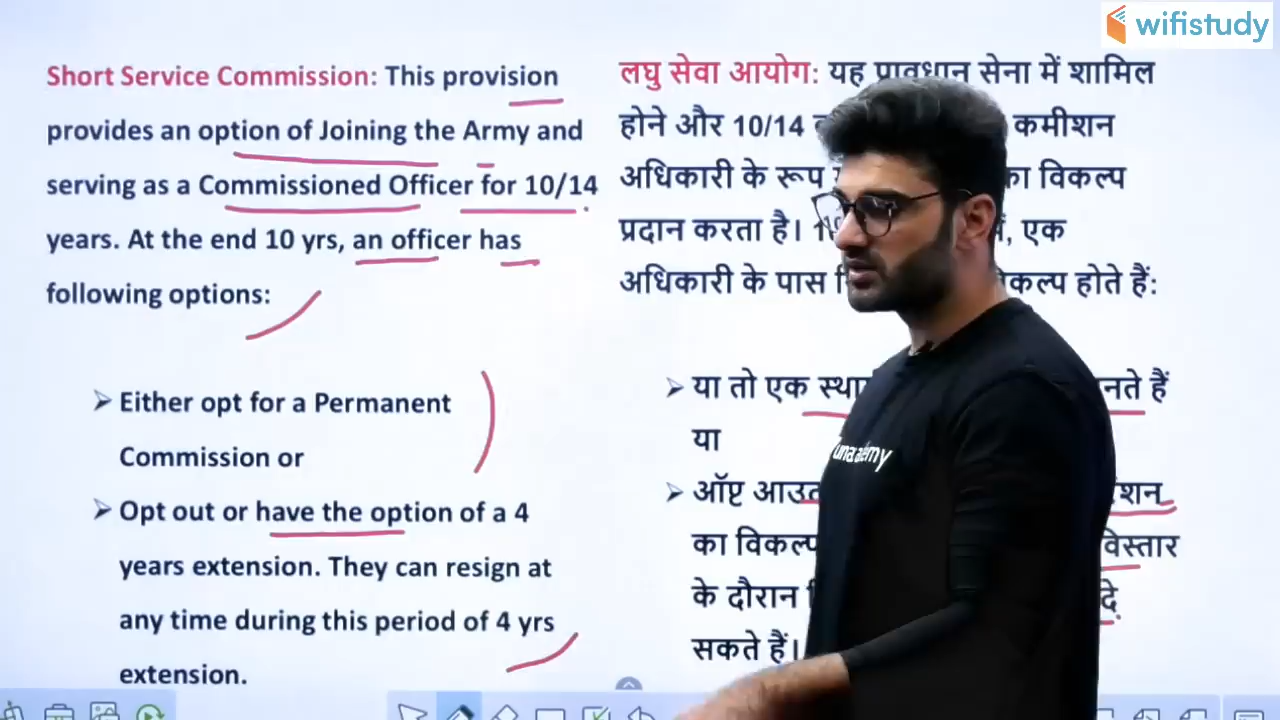 wifistudy
Short Service Commission: This provision
provides an option of Joining the Army and
serving as a Commissioned Officer for 10/14
years. At the end 10 yrs, an officer has
following options:
Either opt for a Permanent
Commission or
Opt out or have the option of a 4
years extension. They can resign at
any time during this period of 4 yrs
extension.
लघु सेवा आयोग: यह प्रावधान सेना में शामिल
होने और 10/14 कमीशन
अधिकारी के रूप का विकल्प
प्रदान करता है। एक
अधिकारी के पास विकल्प होते हैं:
या तो एक हैं
या
ऑप्ट आउट
का विकल्प विस्तार
के दौरान दे
सकते हैं।
unacademy